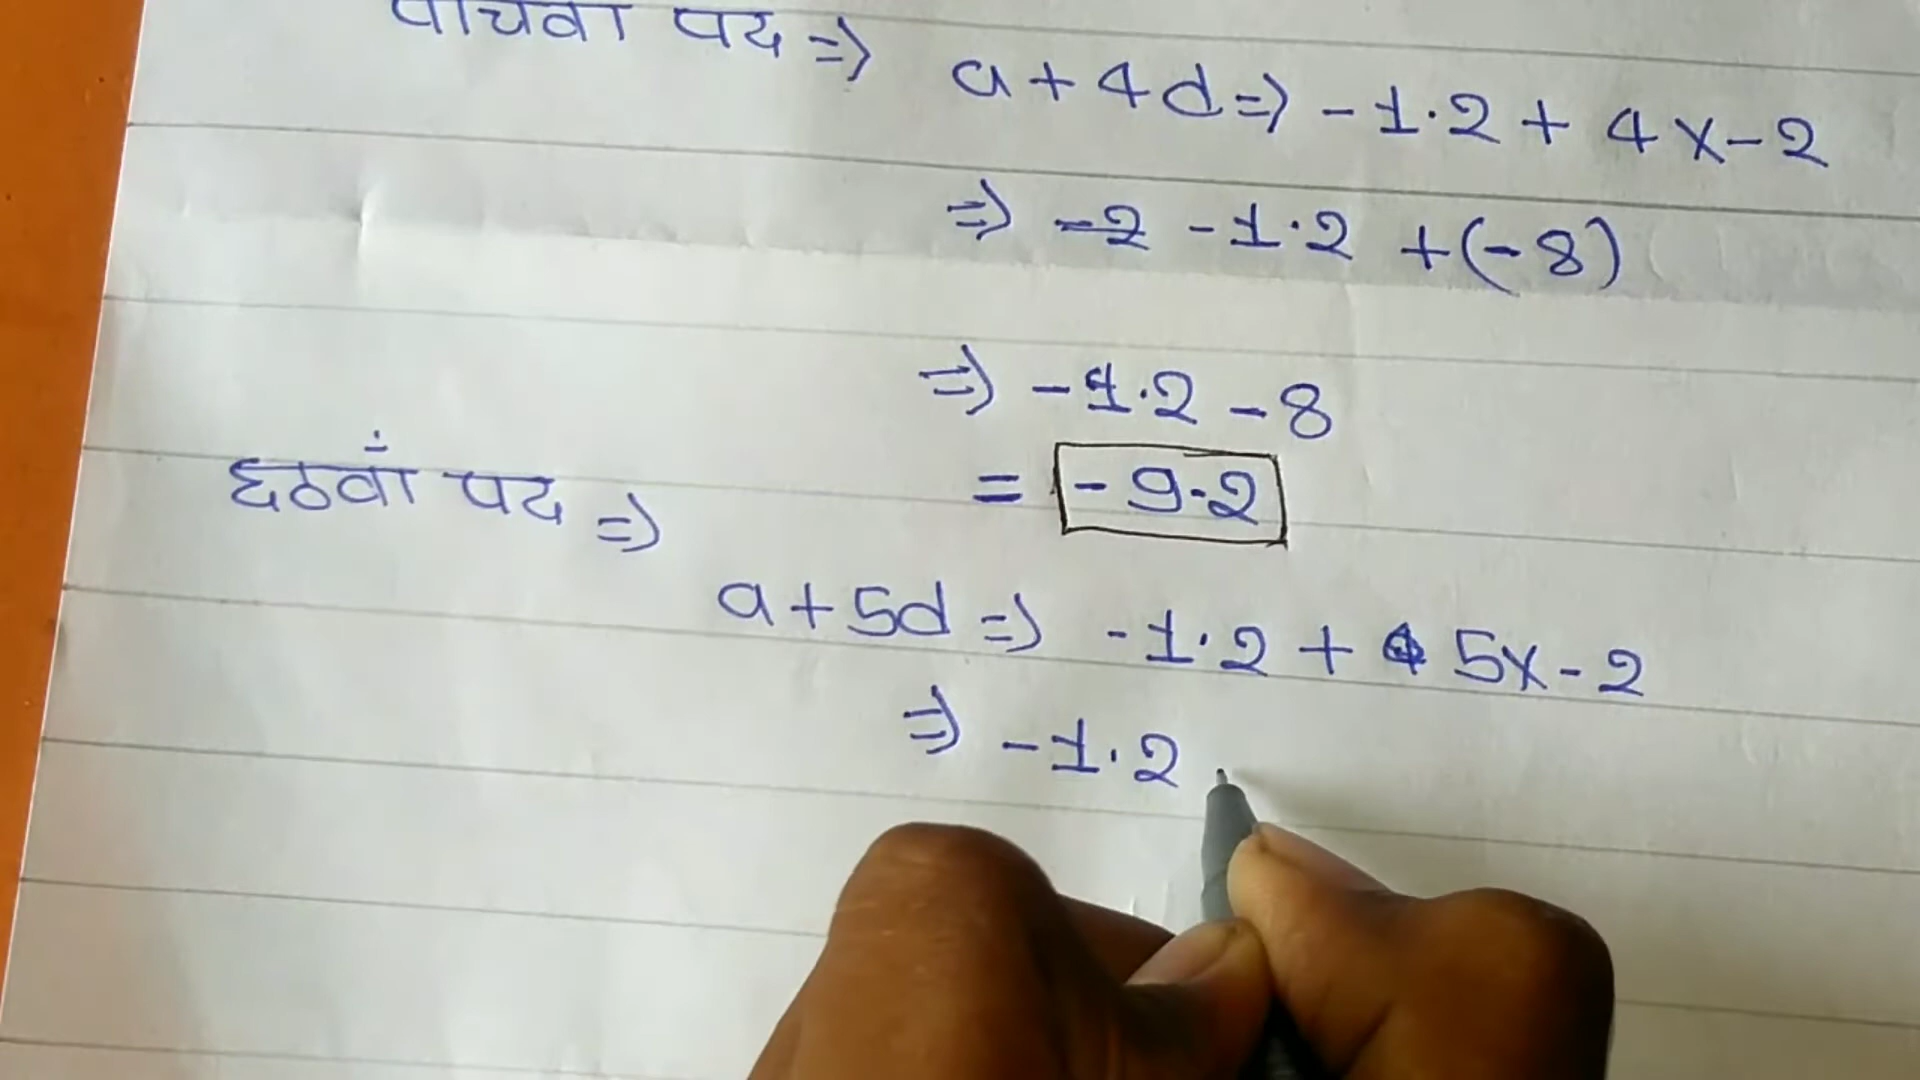 पाचवा पद ⇒ a + 4d ⇒ - 1.2 + 4 x - 2
⇒ -2 - 1.2 + (- 8)
⇒ - 1.2 - 8
= - 9.2
छठवां पद ⇒
a + 5d ⇒ - 1.2 + 5x - 2
⇒ - 1.2